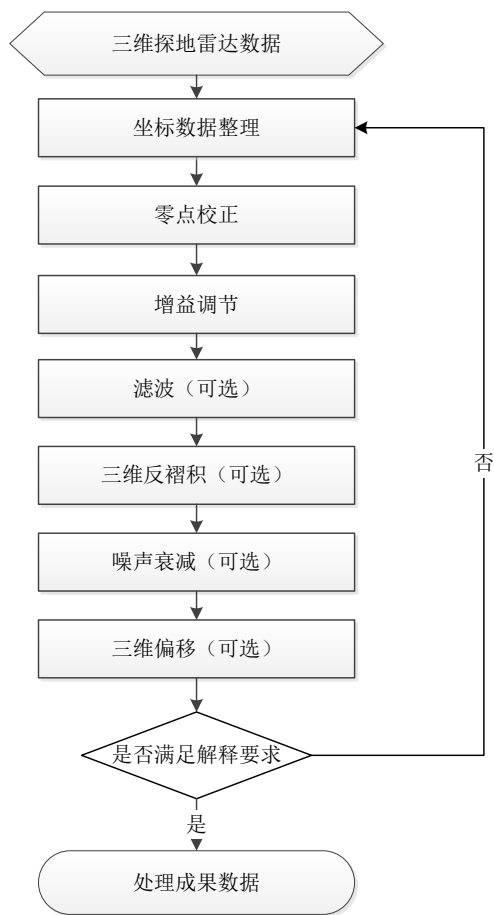 三维探地雷达数据
坐标数据整理
零点校正
增益调节
滤波（可选）
三维反褶积（可选）
否
噪声衰减（可选）
三维偏移（可选）
是否满足解释要求
是
处理成果数据